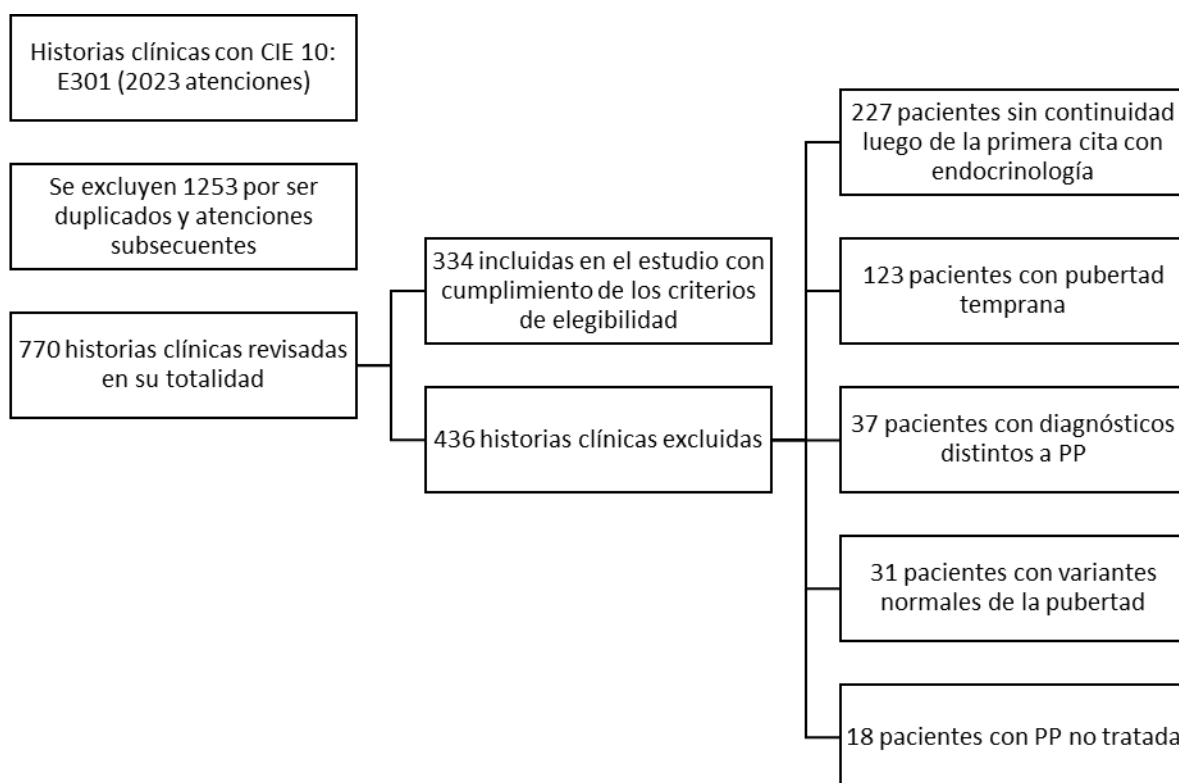 Historias clínicas con CIE 10:
E301 (2023 atenciones)
Se excluyen 1253 por ser
duplicados y atenciones
subsecuentes
770 historias clínicas revisadas
en su totalidad
334 incluidas en el estudio con
cumplimiento de los criterios
de elegibilidad
436 historias clínicas excluidas
227 pacientes sin continuidad
luego de la primera cita con
endocrinología
123 pacientes con pubertad
temprana
37 pacientes con diagnósticos
distintos a PP
31 pacientes con variantes
normales de la pubertad
18 pacientes con PP no tratada